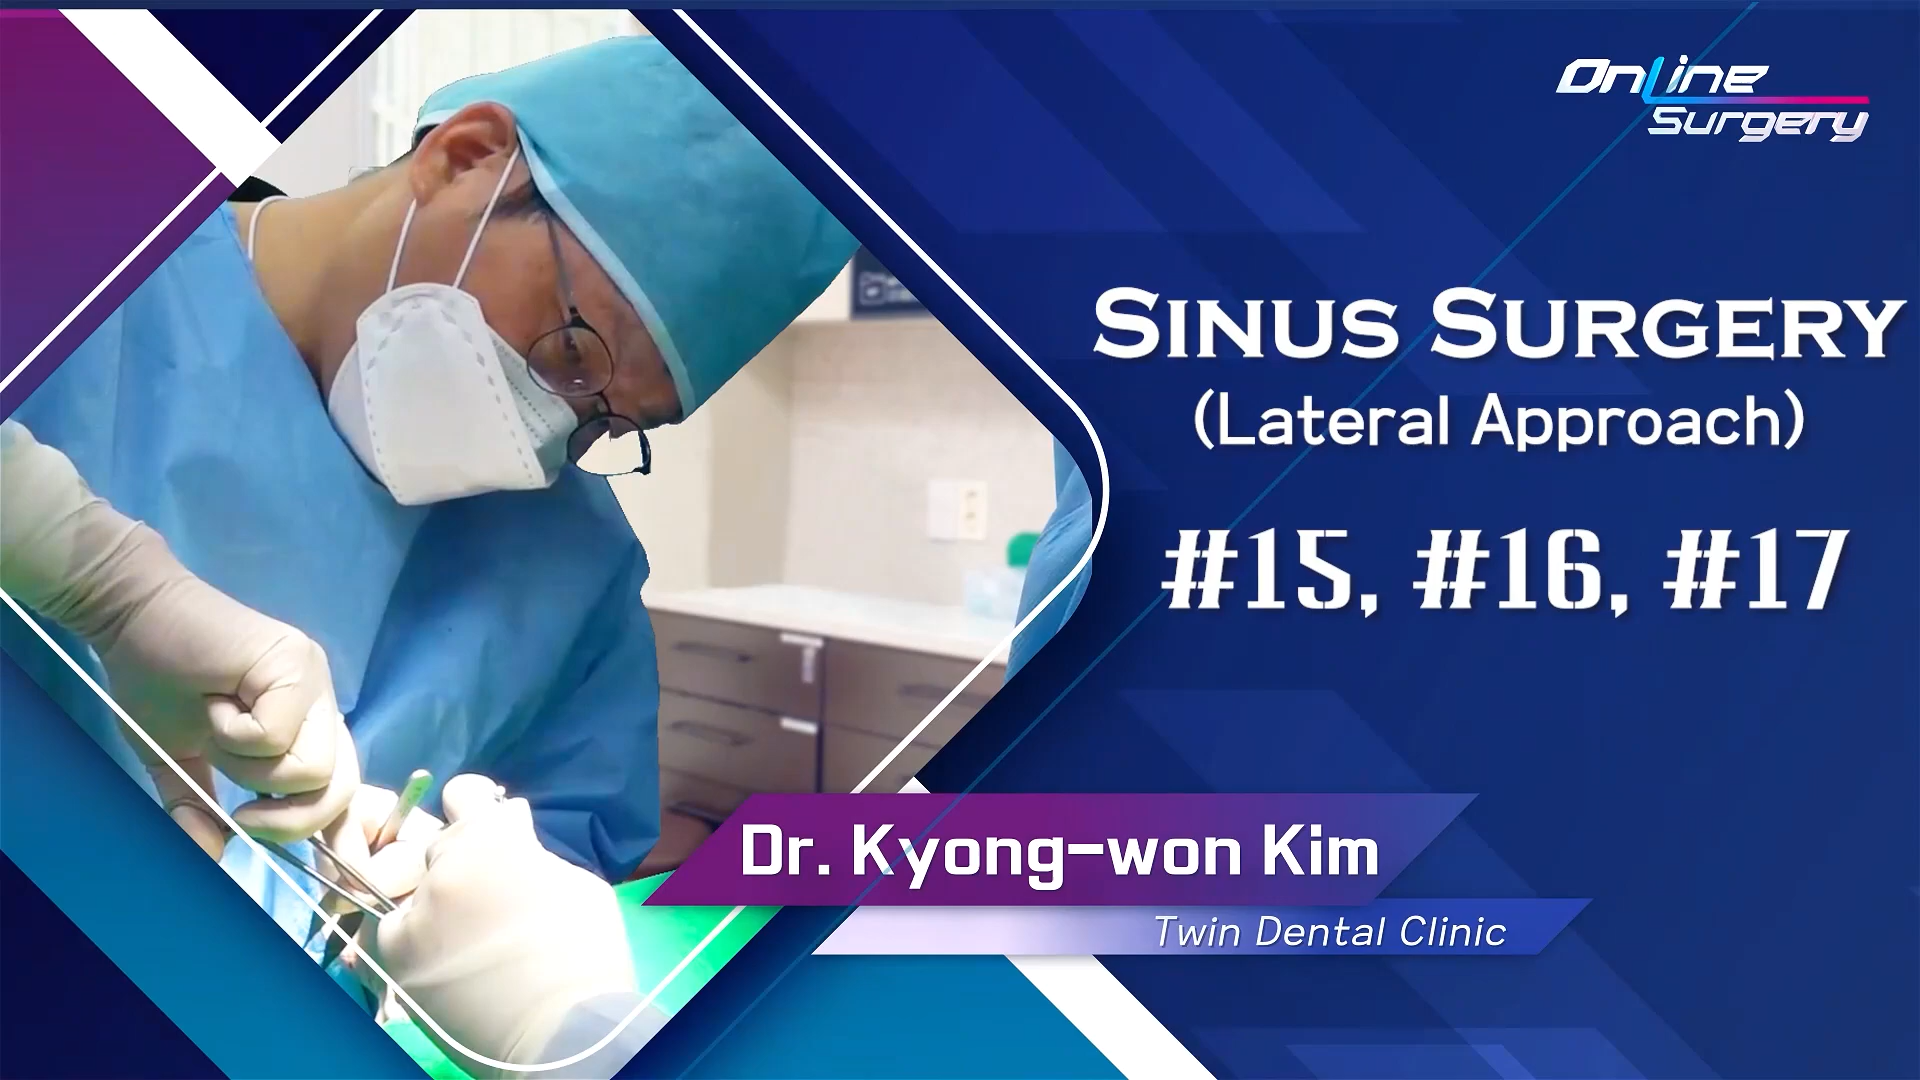 OnLine
Surgery
SINUS SURGERY
(Lateral Approach)
#15, #16, #17
Dr. Kyong-won Kim
Twin Dental Clinic